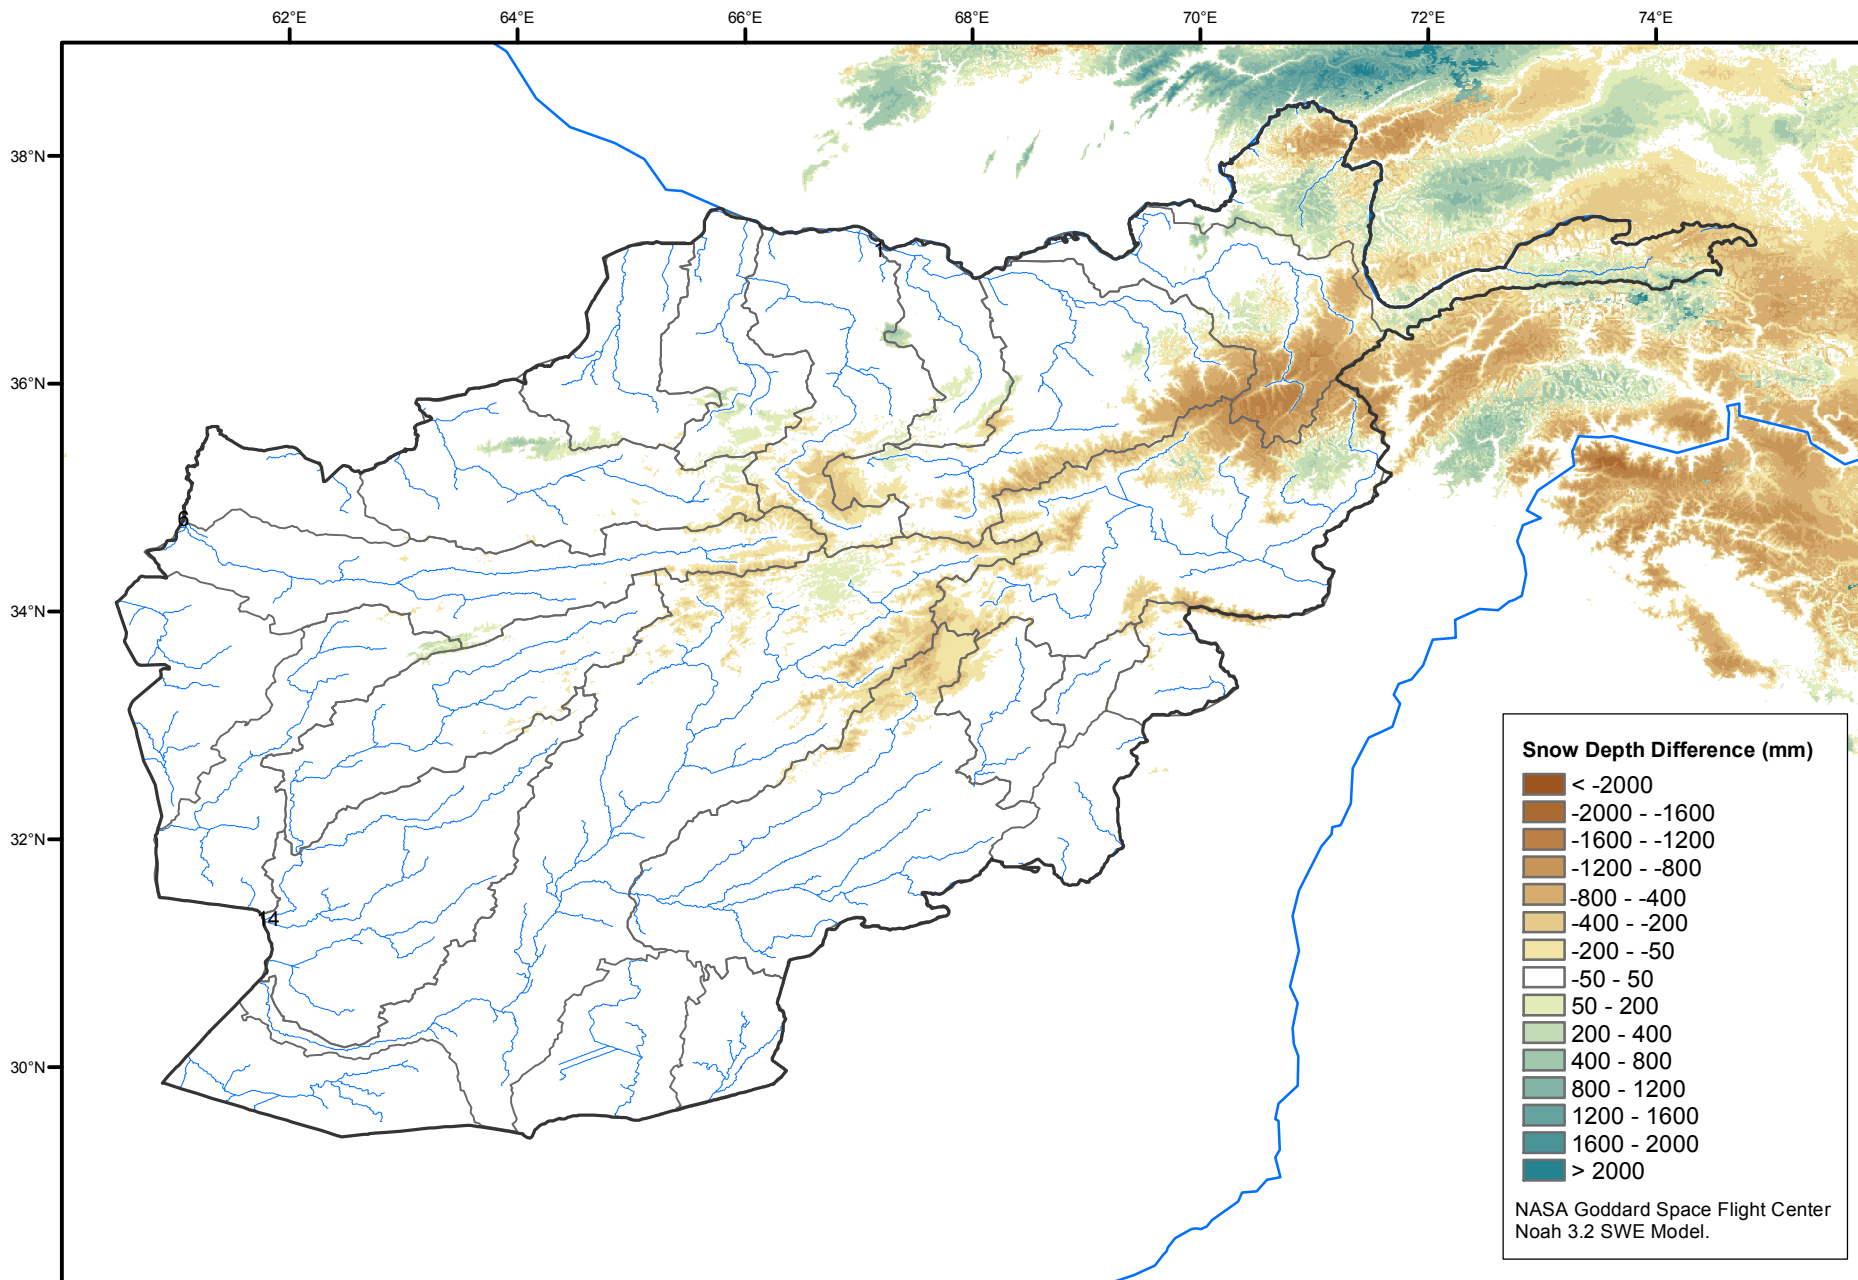 62°E 64°E 66°E 68°E 70°E 72°E 74°E
38°N
1
36°N
6
34°N
32°N
14
30°N
Snow Depth Difference (mm)
< -2000
-2000 - -1600
-1600 - -1200
-1200 - -800
-800 - -400
-400 - -200
-200 - -50
-50 - 50
50 - 200
200 - 400
400 - 800
800 - 1200
1200 - 1600
1600 - 2000
> 2000
NASA Goddard Space Flight Center
Noah 3.2 SWE Model.